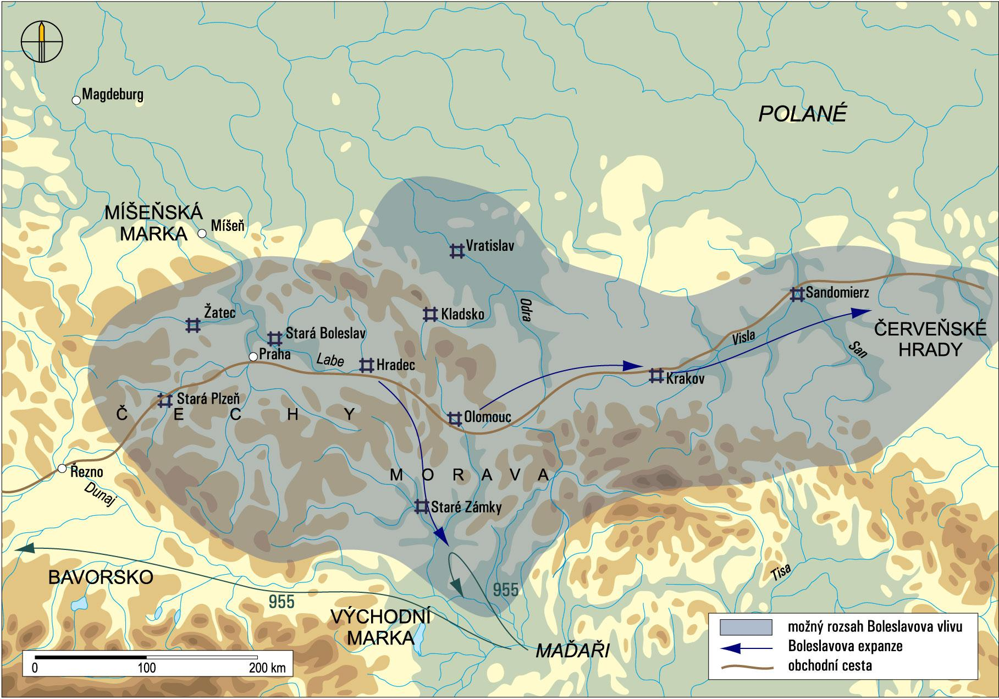 Magdeburg
POLANÉ
MÍŠEŇSKÁ
MARKA
Míšeň
Vratislav
Sandomierz
Odra
Žatec
Kladsko
ČERVEŇSKÉ
HRADY
Stará Boleslav
Visla
San
Praha
Labe
Hradec
Krakov
Stará Plzeň
ČECHY
Olomouc
Řezno
MORAVA
Dunaj
Staré Zámky
Tisa
BAVORSKO
955
955
VÝCHODNÍ
MARKA
MAĎAŘI
možný rozsah Boleslavova vlivu
Boleslavova expanze
obchodní cesta
0 100 200 km